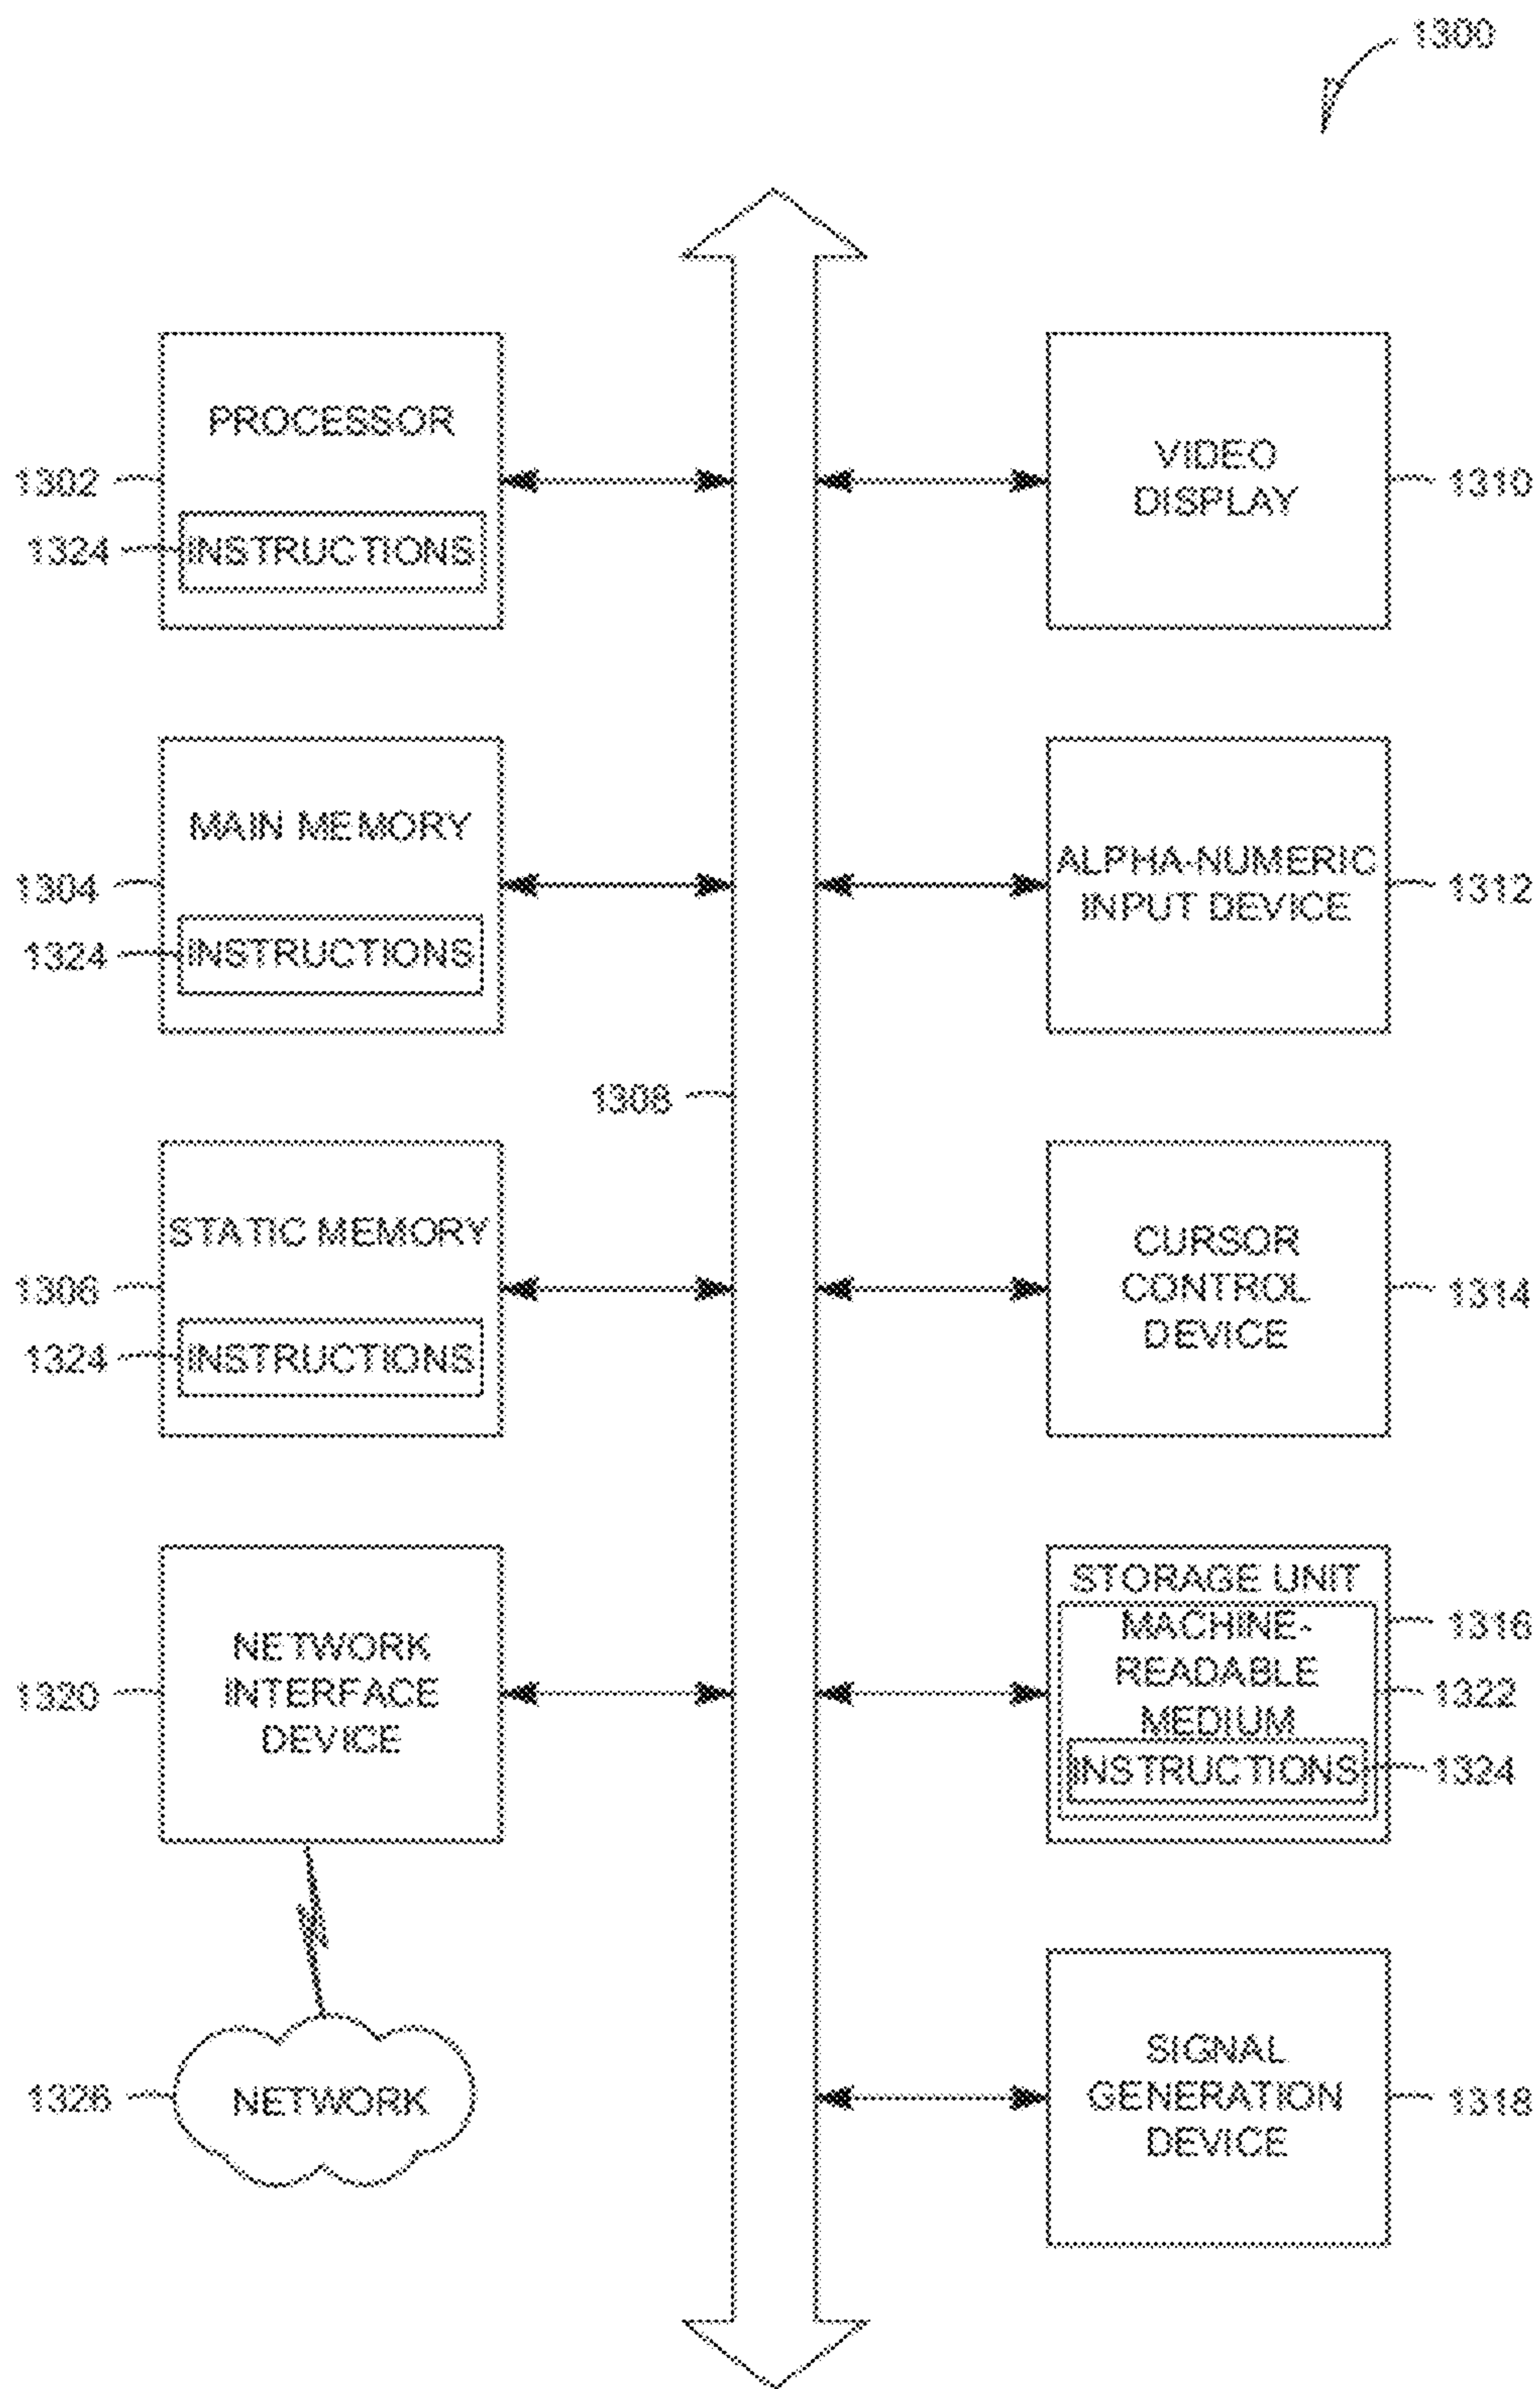 1300
PROCESSOR
1302
1324
INSTRUCTIONS
VIDEO
DISPLAY
1310
MAIN MEMORY
1304
1324
INSTRUCTIONS
ALPHA-NUMERIC
INPUT DEVICE
1312
1308
STATIC MEMORY
1306
1324
INSTRUCTIONS
CURSOR
CONTROL
DEVICE
1314
NETWORK
INTERFACE
DEVICE
1320
STORAGE UNIT
1316
MACHINE-
READABLE
MEDIUM
1322
INSTRUCTIONS
1324
NETWORK
1326
SIGNAL
GENERATION
DEVICE
1318